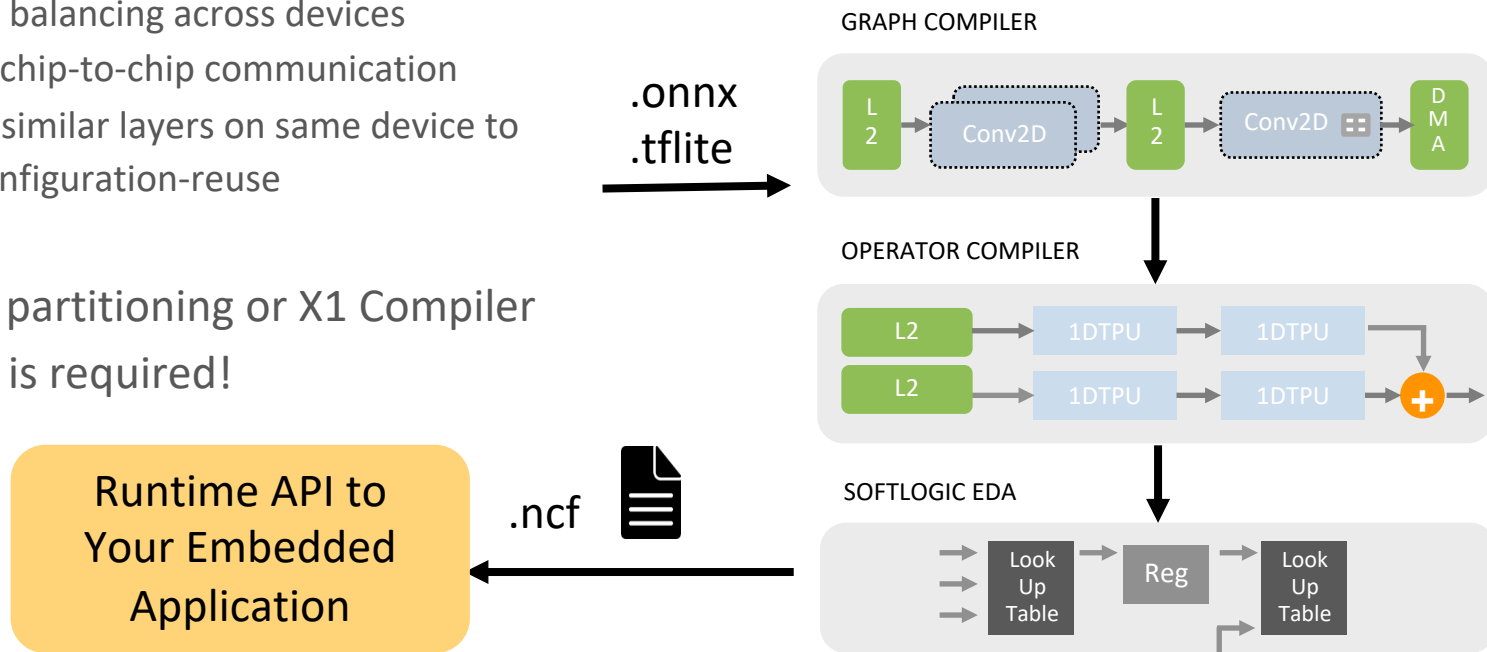 balancing across devices
chip-to-chip communication
similar layers on same device to
nfiguration-reuse
partitioning or X1 Compiler
is required!
.onnx
.tflite
GRAPH COMPILER
L
2
Conv2D
L
2
Conv2D
D
M
A
OPERATOR COMPILER
L2
1DTPU
1DTPU
L2
1DTPU
1DTPU
+
SOFTLOGIC EDA
Look
Up
Table
Reg
Look
Up
Table
.ncf
Runtime API to
Your Embedded
Application